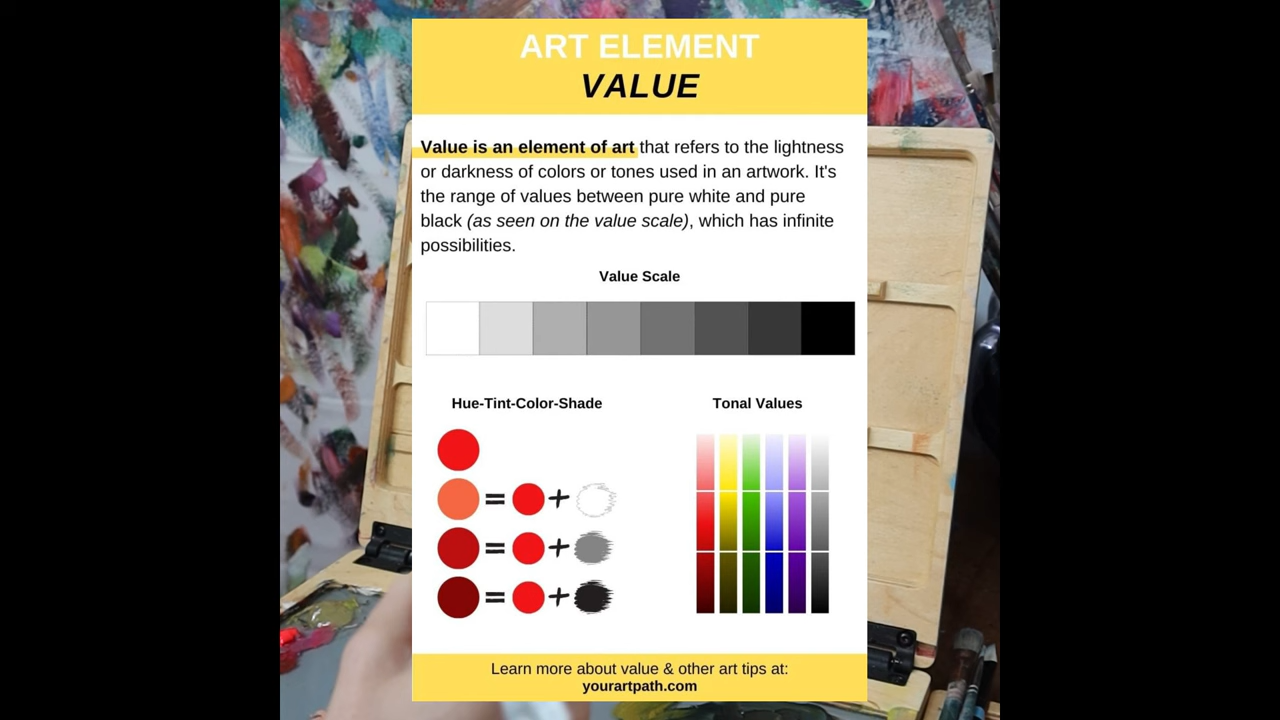 ART ELEMENT
VALUE
Value is an element of art that refers to the lightness
or darkness of colors or tones used in an artwork. It's
the range of values between pure white and pure
black (as seen on the value scale), which has infinite
possibilities.
Value Scale
Hue-Tint-Color-Shade
Tonal Values
= +
= +
= +
Learn more about value & other art tips at:
yourartpath.com